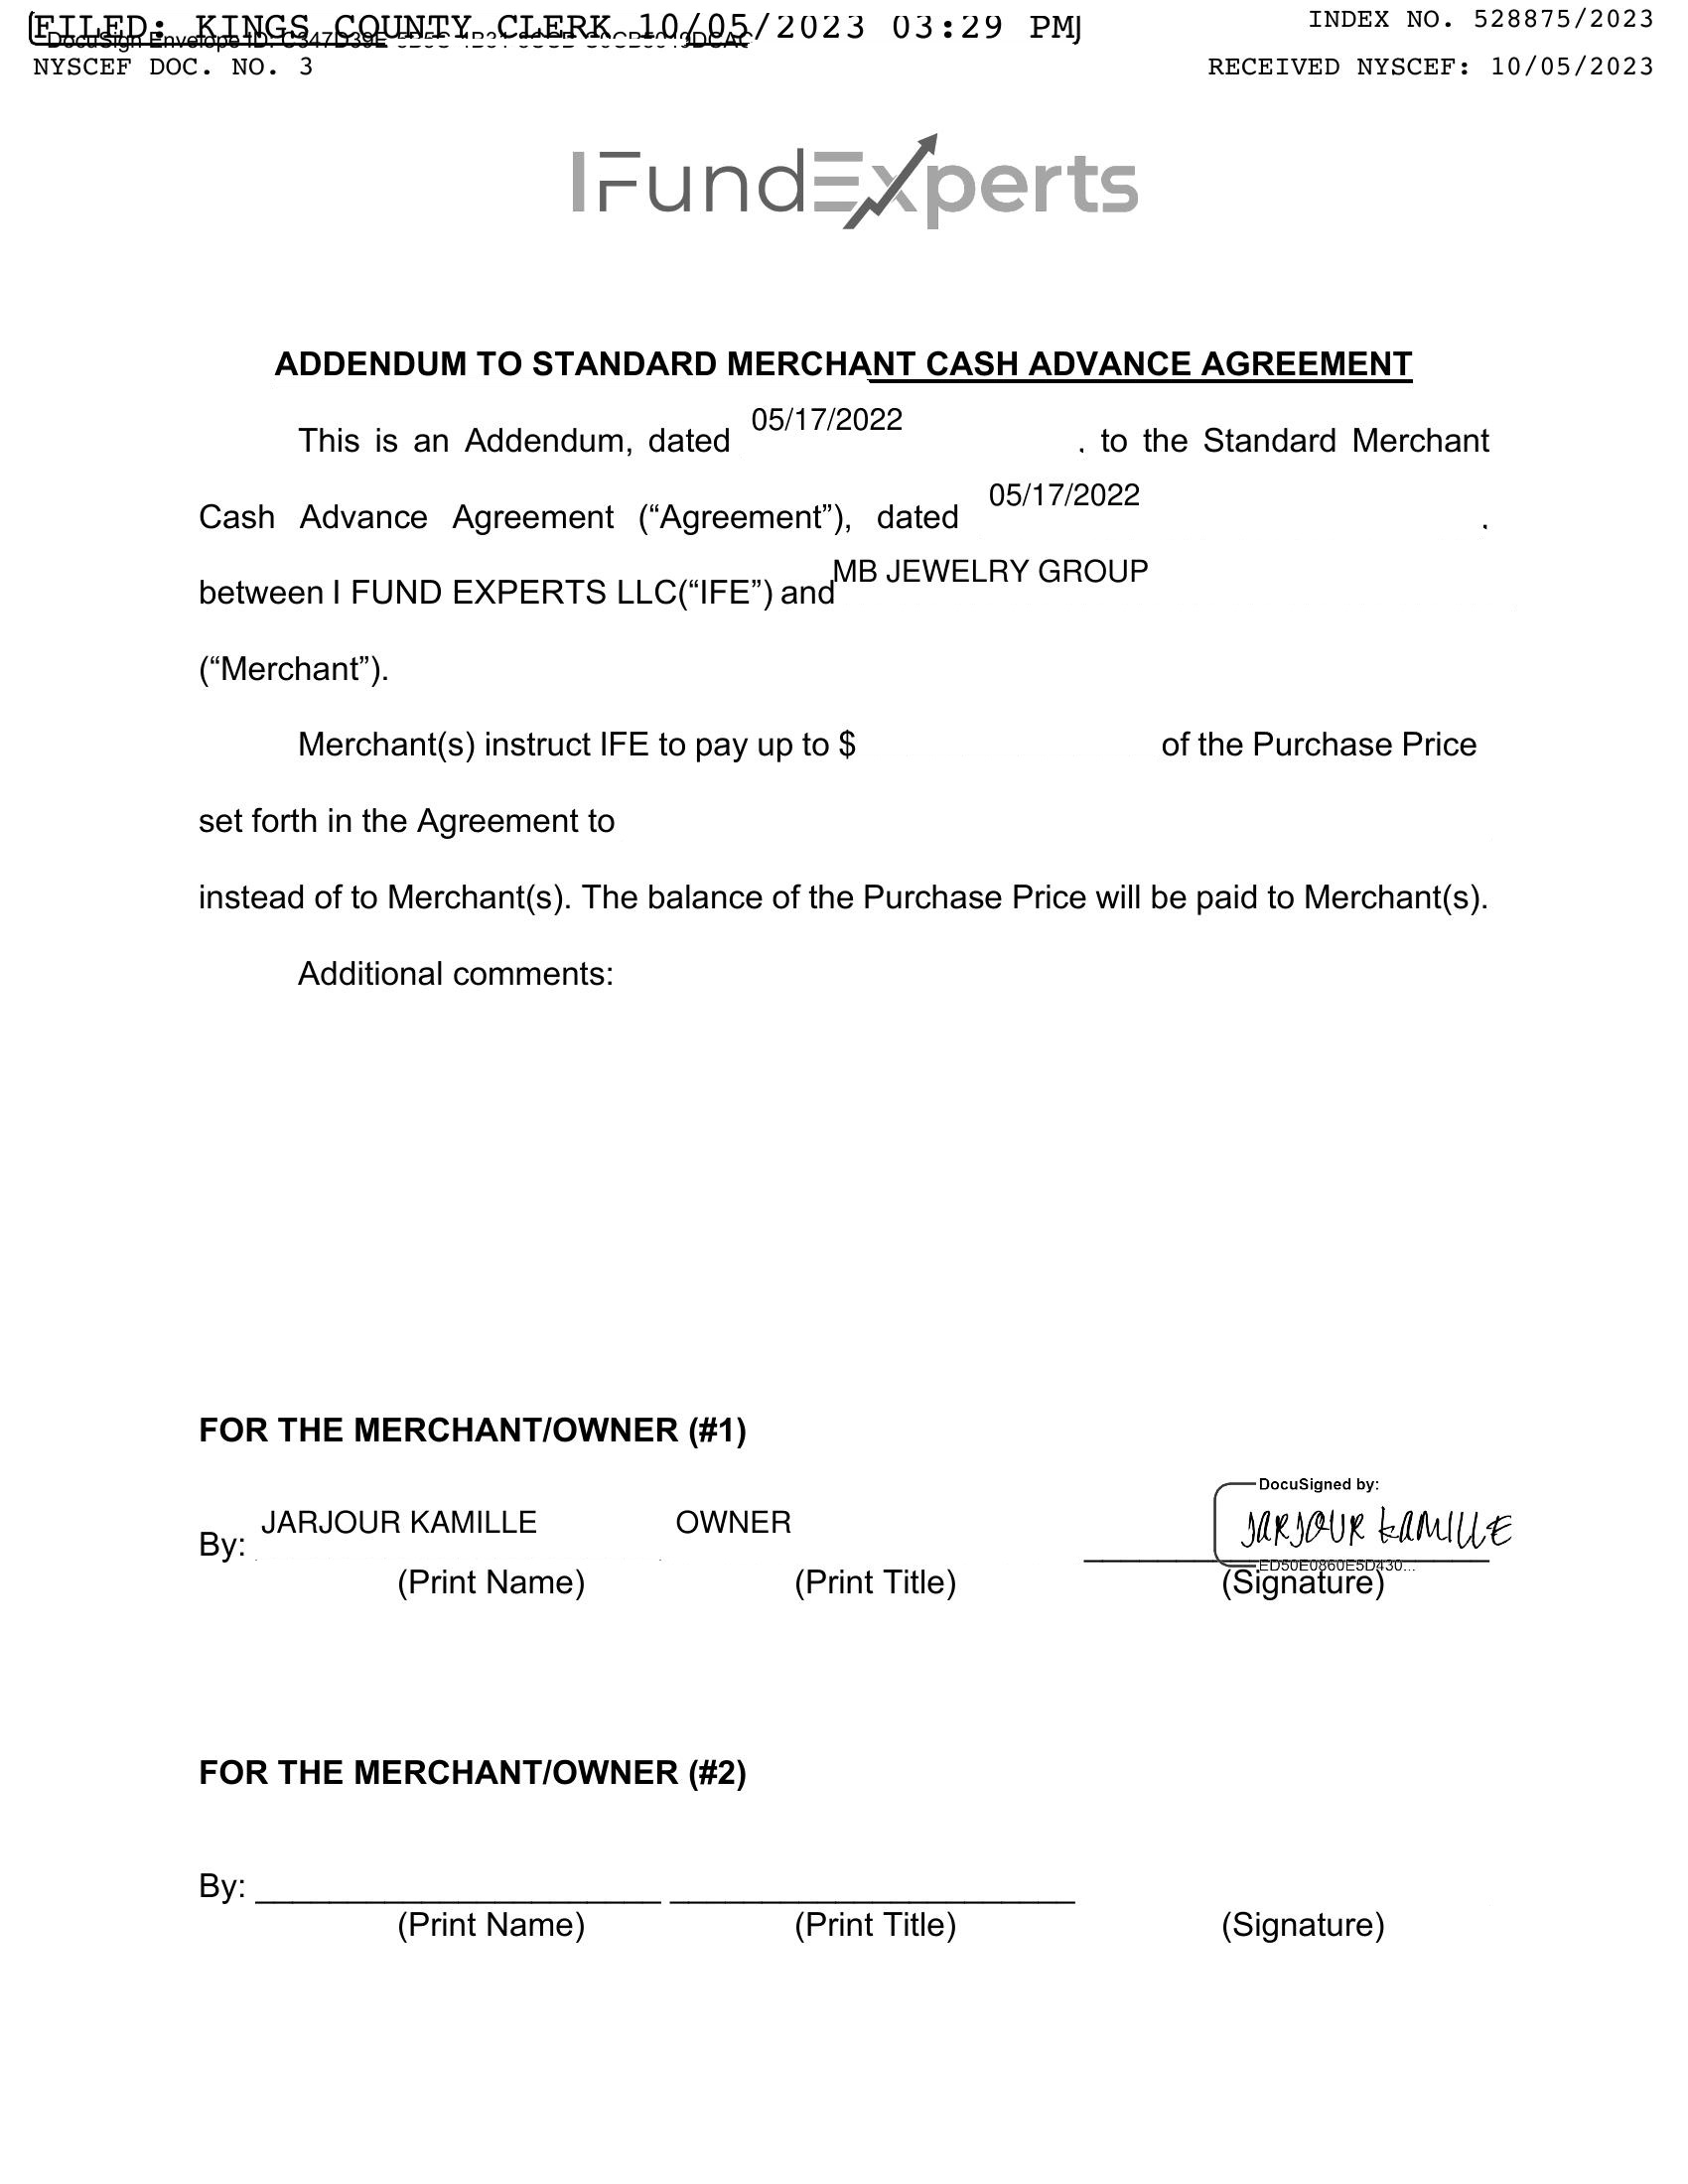 FILED: KINGS COUNTY CLERK 10/05/2023 03:29 PM
INDEX NO. 528875/2023
DocuSign Envelope ID:
NYSCEF DOC. NO. 3
RECEIVED NYSCEF: 10/05/2023
IFundExperts
ADDENDUM TO STANDARD MERCHANT CASH ADVANCE AGREEMENT
This is an Addendum, dated 05/17/2022 , to the Standard Merchant
Cash Advance Agreement (“Agreement”), dated 05/17/2022 ,
between I FUND EXPERTS LLC(“IFE”) and MB JEWELRY GROUP
(“Merchant”).
Merchant(s) instruct IFE to pay up to $ of the Purchase Price
set forth in the Agreement to
instead of to Merchant(s). The balance of the Purchase Price will be paid to Merchant(s).
Additional comments:
FOR THE MERCHANT/OWNER (#1)
DocuSigned by:
By: JARJOUR KAMILLE OWNER JARJOUR KAMILLE
ED50E0860E5D430...
(Print Name) (Print Title) (Signature)
FOR THE MERCHANT/OWNER (#2)
By:
(Print Name) (Print Title) (Signature)